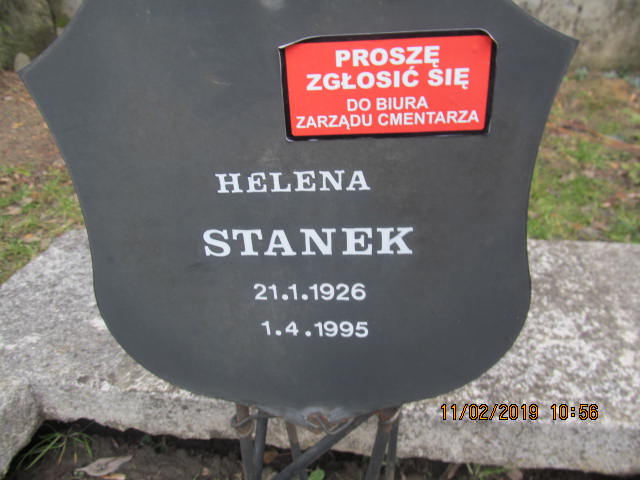 PROSZĘ
ZGŁOSIĆ SIĘ
DO BIURA
ZARZĄDU CMENTARZA
HELENA
STANEK
21.1.1926
1.4.1995
11/02/2019 10:56